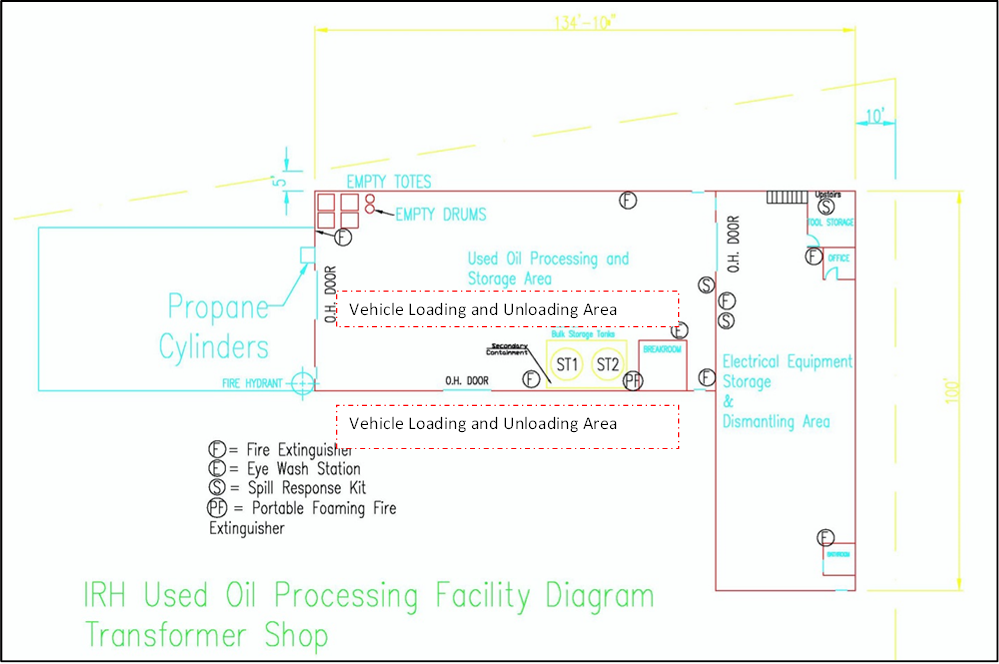 134'-10"
10'
5'
EMPTY TOTES
EMPTY DRUMS
F
F
Upstairs
S
TOOL STORAGE
O.H. DOOR
F
OFFICE
Used Oil Processing and
Storage Area
Propane
Cylinders
O.H. DOOR
S
F
S
Vehicle Loading and Unloading Area
E
Bulk Storage Tanks
Secondary
Containment
ST1
ST2
BREAKROOM
Electrical Equipment
Storage
&
Dismantling Area
100'
FIRE HYDRANT
O.H. DOOR
F
PF
F
Vehicle Loading and Unloading Area
F = Fire Extinguisher
E = Eye Wash Station
S = Spill Response Kit
PF = Portable Foaming Fire
Extinguisher
F
BATHROOM
IRH Used Oil Processing Facility Diagram
Transformer Shop